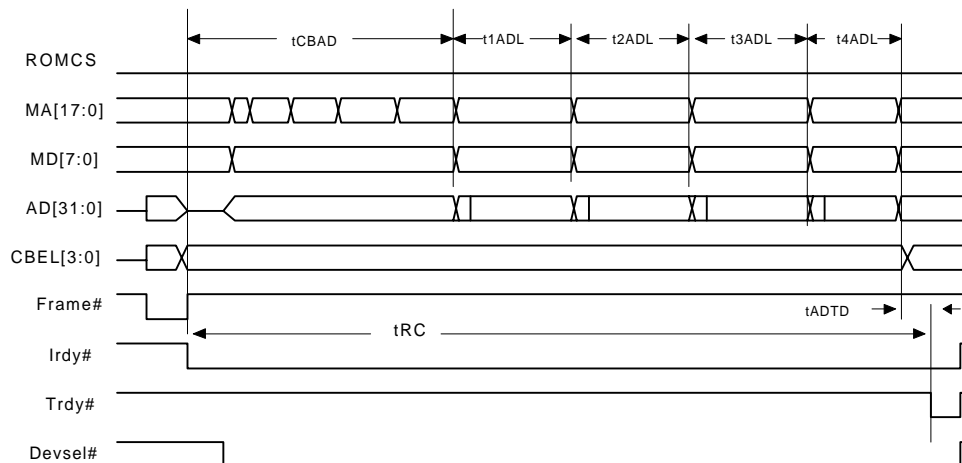 tCBAD
t1ADL
t2ADL
t3ADL
t4ADL
ROMCS
MA[17:0]
MD[7:0]
AD[31:0]
CBEL[3:0]
Frame#
tADTD
tRC
Irdy#
Trdy#
Devsel#